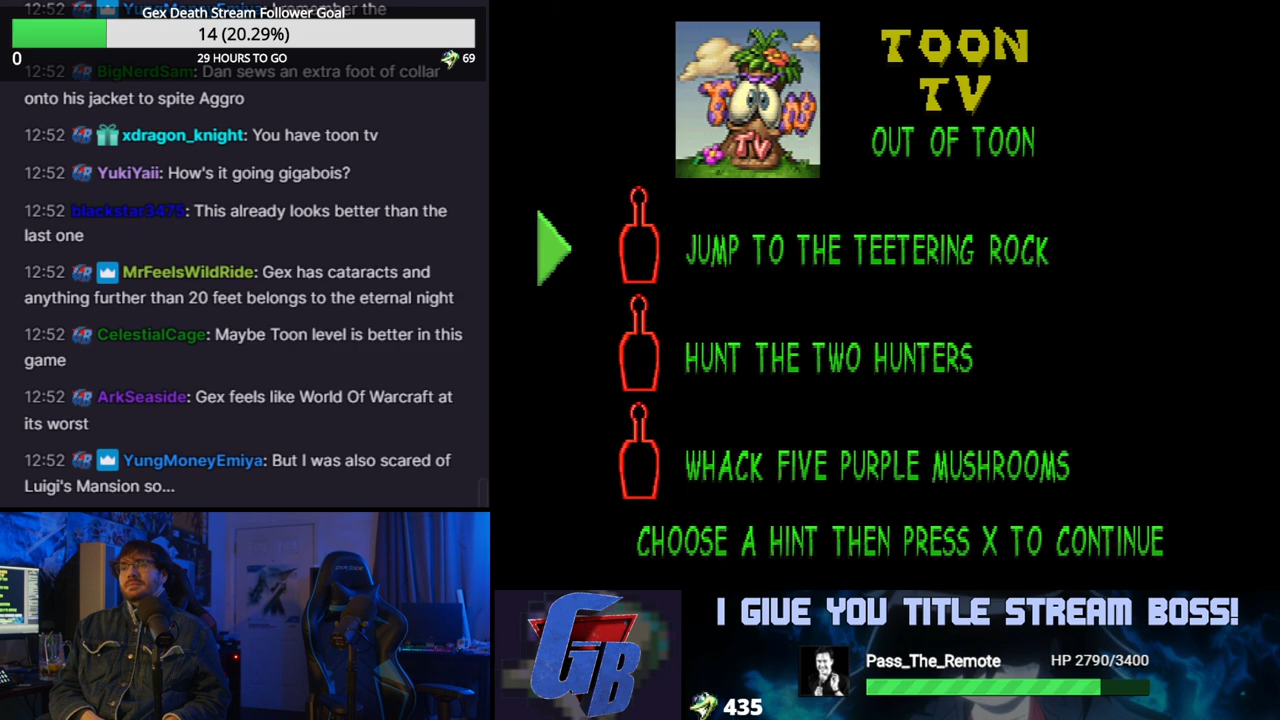 12:52 YungMoneyEmiya: I remember the
Gex Death Stream Follower Goal
14 (20.29%)
0
29 HOURS TO GO
69
12:52 BigNerdSam: Dan sews an extra foot of collar
onto his jacket to spite Aggro
12:52 xdragon_knight: You have toon tv
12:52 YukiYaii: How's it going gigabois?
12:52 blackstar3475: This already looks better than the
last one
12:52 MrFeelsWildRide: Gex has cataracts and
anything further than 20 feet belongs to the eternal night
12:52 CelestialCage: Maybe Toon level is better in this
game
12:52 ArkSeaside: Gex feels like World Of Warcraft at
its worst
12:52 YungMoneyEmiya: But I was also scared of
Luigi's Mansion so...
TOON
TV
TOON
TV
OUT OF TOON
JUMP TO THE TEETERING ROCK
HUNT THE TWO HUNTERS
WHACK FIVE PURPLE MUSHROOMS
CHOOSE A HINT THEN PRESS X TO CONTINUE
GB
I GIVE YOU TITLE STREAM BOSS!
Pass_The_Remote
HP 2790/3400
435